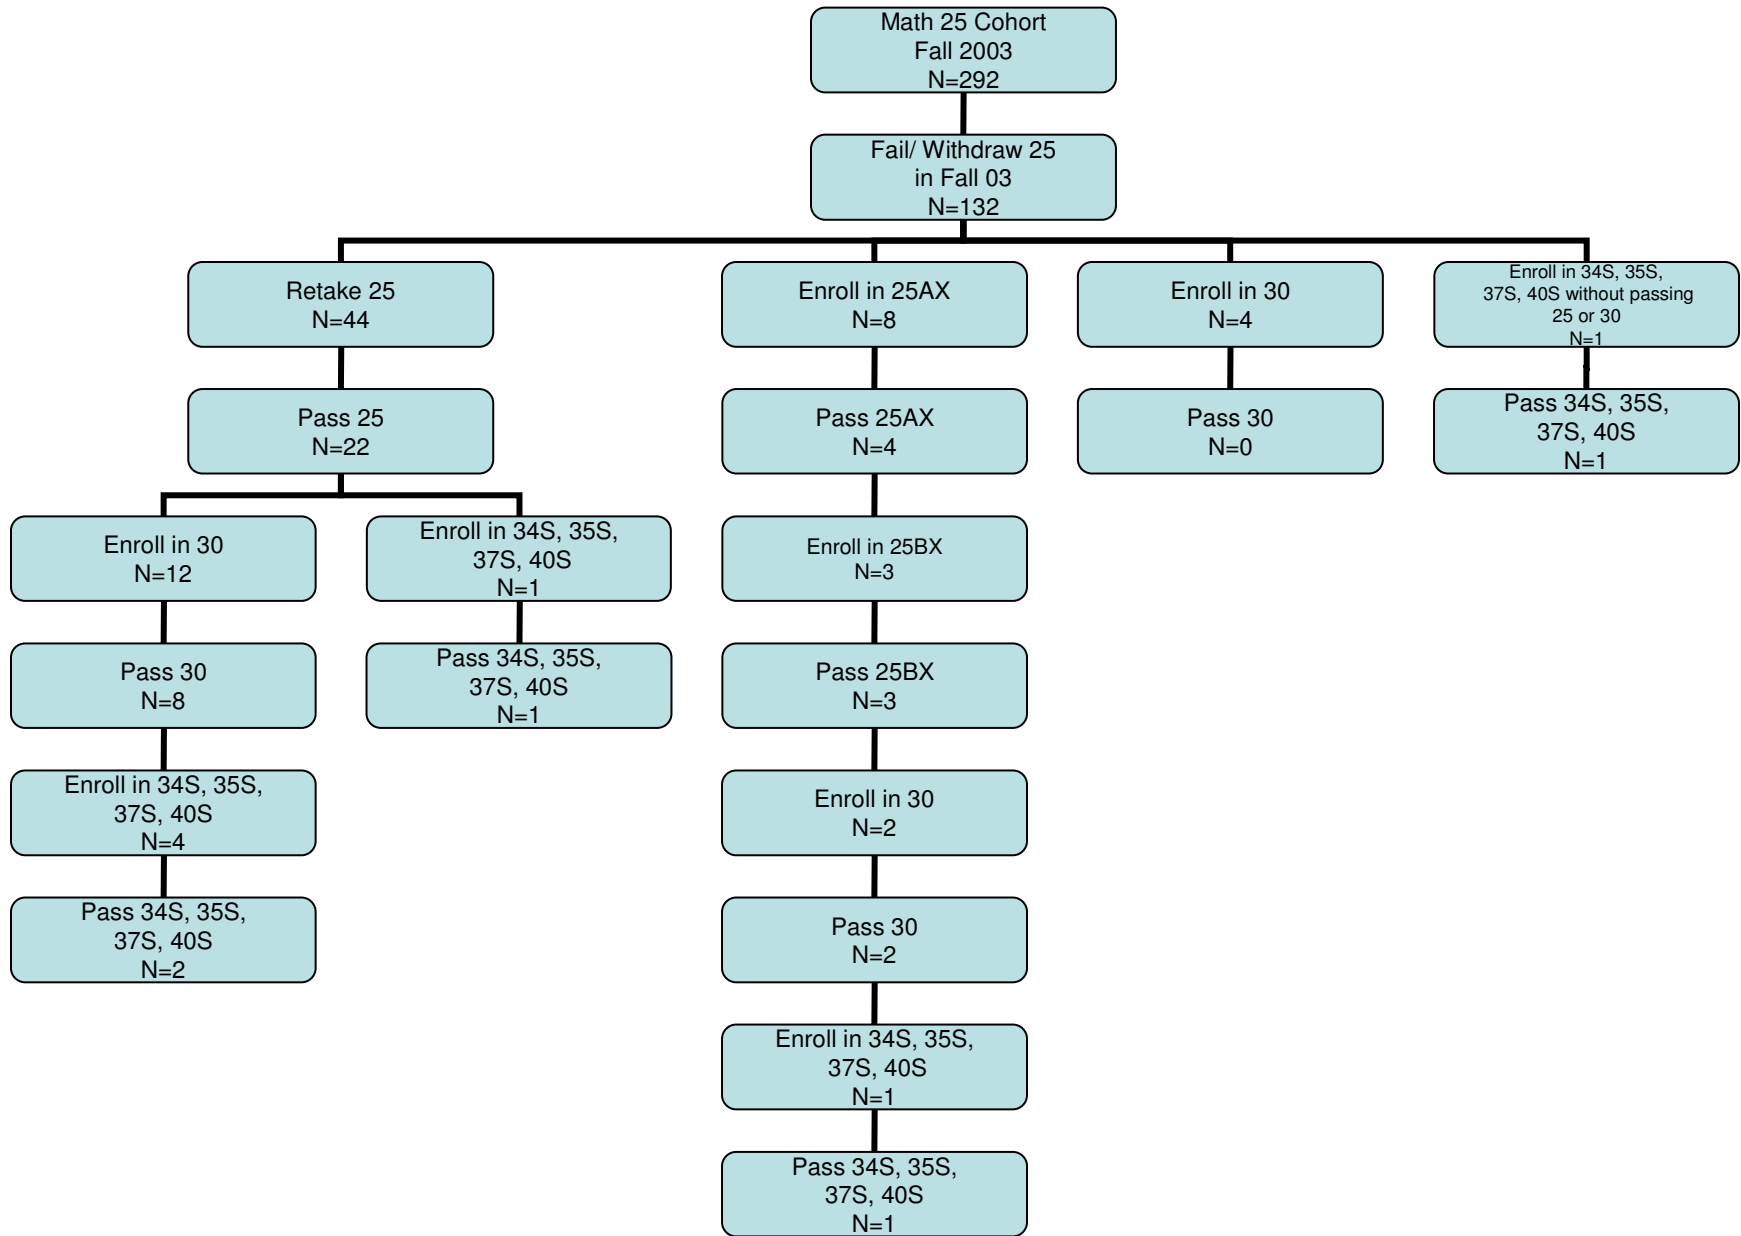 Math 25 Cohort
Fall 2003
N=292
Fail/ Withdraw 25
in Fall 03
N=132
Retake 25
N=44
Enroll in 25AX
N=8
Enroll in 30
N=4
Enroll in 34S, 35S,
37S, 40S without passing
25 or 30
N=1
Pass 25
N=22
Pass 25AX
N=4
Pass 30
N=0
Pass 34S, 35S,
37S, 40S
N=1
Enroll in 30
N=12
Enroll in 34S, 35S,
37S, 40S
N=1
Enroll in 25BX
N=3
Pass 30
N=8
Pass 34S, 35S,
37S, 40S
N=1
Pass 25BX
N=3
Enroll in 34S, 35S,
37S, 40S
N=4
Enroll in 30
N=2
Pass 34S, 35S,
37S, 40S
N=2
Pass 30
N=2
Enroll in 34S, 35S,
37S, 40S
N=1
Pass 34S, 35S,
37S, 40S
N=1